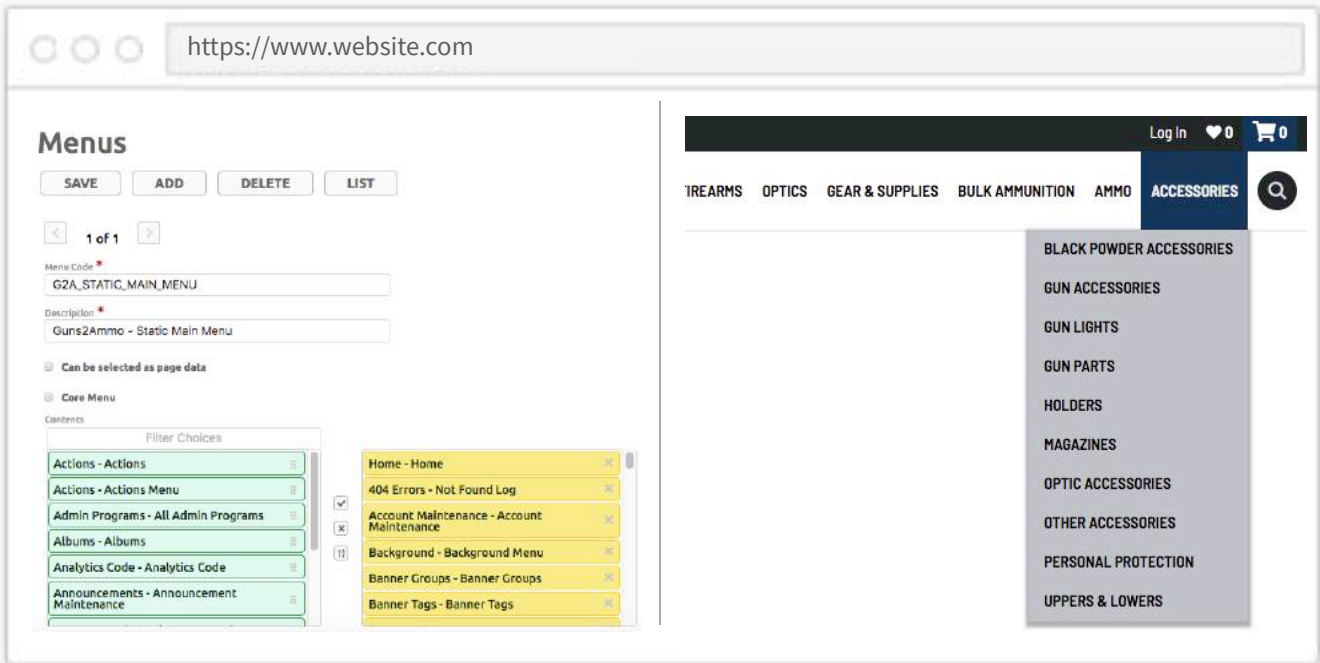 https://www.website.com
Menus
SAVE ADD DELETE LIST
1 of 1
Menu Code *
G2A_STATIC_MAIN_MENU
Description *
Guns2Ammo - Static Main Menu
Can be selected as page data
Core Menu
Contents
Filter Choices
Actions - Actions
Actions - Actions Menu
Admin Programs - All Admin Programs
Albums - Albums
Analytics Code - Analytics Code
Announcements - Announcement
Maintenance
Home - Home
404 Errors - Not Found Log
Account Maintenance - Account
Maintenance
Background - Background Menu
Banner Groups - Banner Groups
Banner Tags - Banner Tags
Log In 0 0
IREARMS OPTICS GEAR & SUPPLIES BULK AMMUNITION AMMO ACCESSORIES
BLACK POWDER ACCESSORIES
GUN ACCESSORIES
GUN LIGHTS
GUN PARTS
HOLDERS
MAGAZINES
OPTIC ACCESSORIES
OTHER ACCESSORIES
PERSONAL PROTECTION
UPPERS & LOWERS